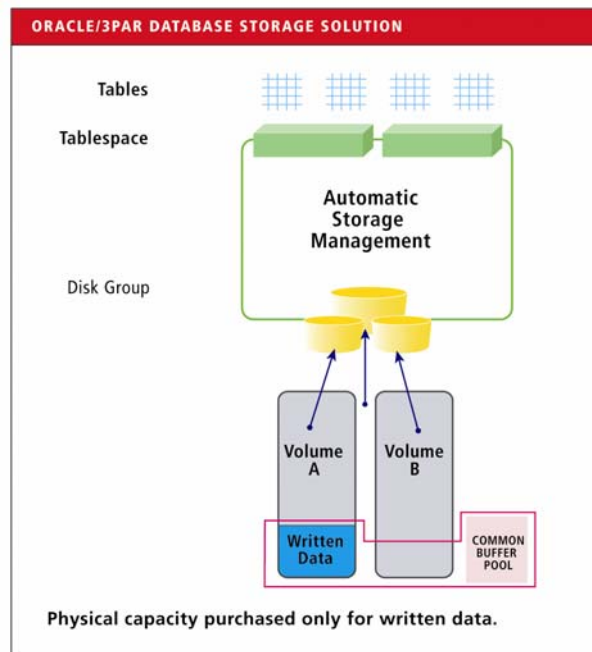 ORACLE/3PAR DATABASE STORAGE SOLUTION
Tables
Tablespace
Automatic
Storage
Management
Disk Group
Volume
A
Volume
B
Written
Data
COMMON
BUFFER
POOL
Physical capacity purchased only for written data.